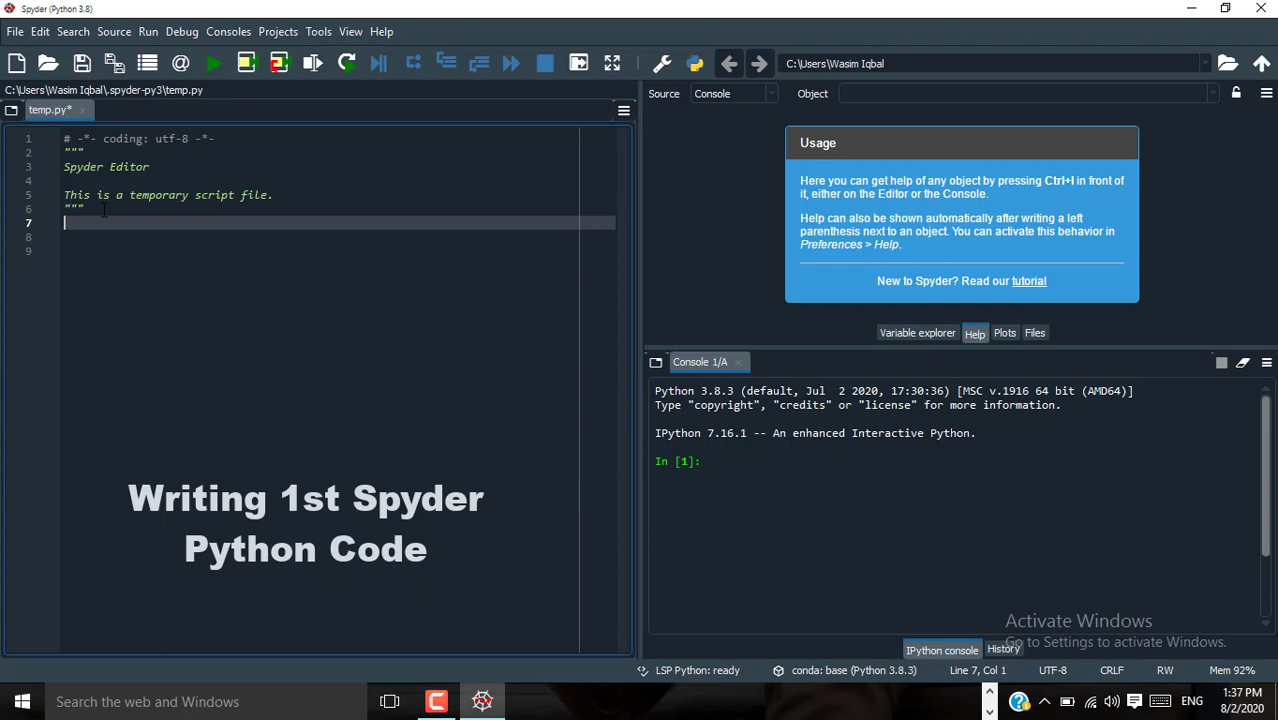 Spyder (Python 3.8)
File Edit Search Source Run Debug Consoles Projects Tools View Help
C:\Users\Wasim Iqbal
C:\Users\Wasim Iqbal\.spyder-py3\temp.py
Source Console Object
temp.py*
1 # -*- coding: utf-8 -*-
2 """
3 Spyder Editor
4
5 This is a temporary script file.
6 """
7
8
9
Usage
Here you can get help of any object by pressing Ctrl+I in front of
it, either on the Editor or the Console.
Help can also be shown automatically after writing a left
parenthesis next to an object. You can activate this behavior in
Preferences > Help.
New to Spyder? Read our tutorial
Variable explorer Help Plots Files
Console 1/A
Python 3.8.3 (default, Jul  2 2020, 17:30:36) [MSC v.1916 64 bit (AMD64)]
Type "copyright", "credits" or "license" for more information.
IPython 7.16.1 -- An enhanced Interactive Python.
In [1]:
Writing 1st Spyder
Python Code
Activate Windows
Go to Settings to activate Windows.
IPython console History
LSP Python: ready conda: base (Python 3.8.3) Line 7, Col 1 UTF-8 CRLF RW Mem 92%
Search the web and Windows
ENG
1:37 PM
8/2/2020